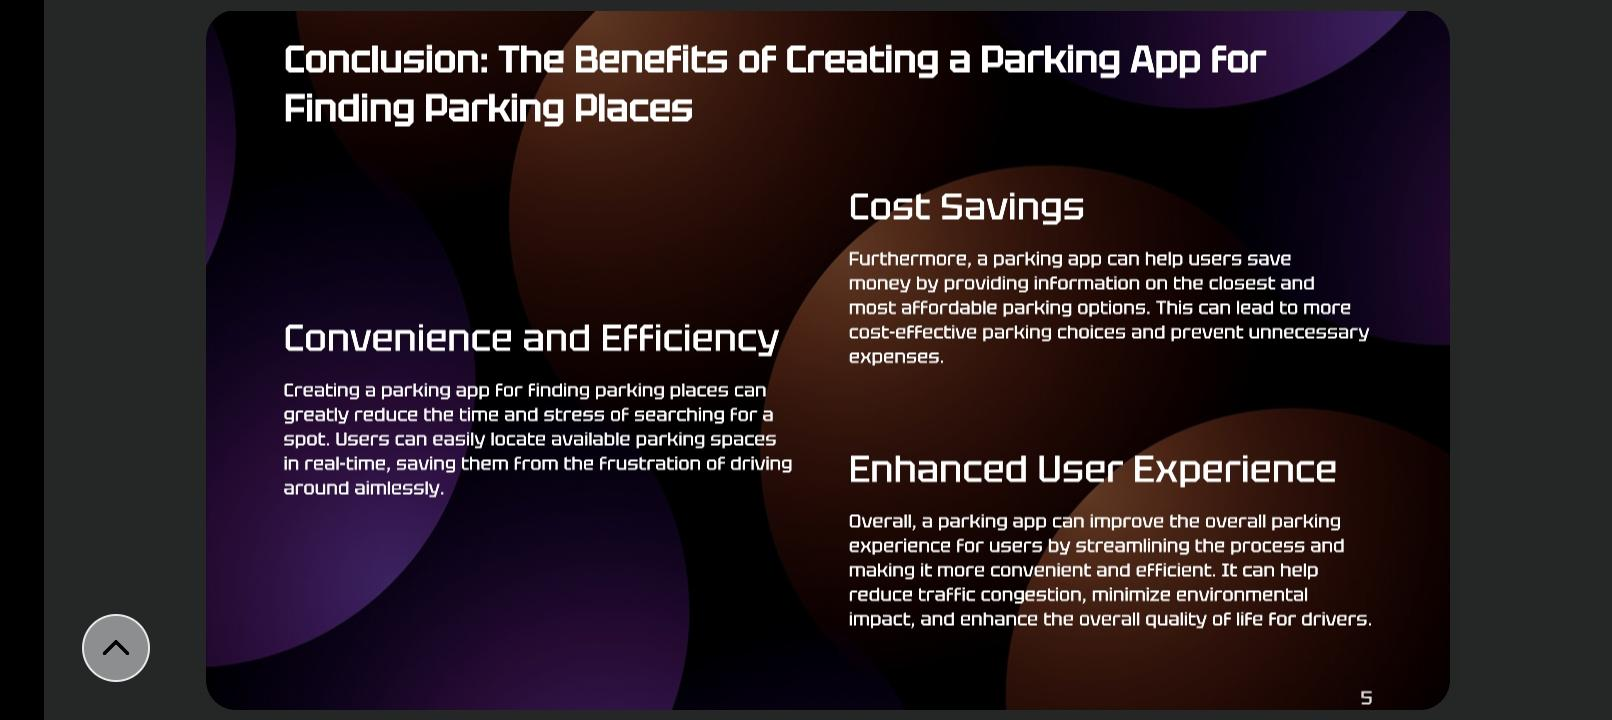 Conclusion: The Benefits of Creating a Parking App for
Finding Parking Places
Convenience and Efficiency
Creating a parking app for finding parking places can
greatly reduce the time and stress of searching for a
spot. Users can easily locate available parking spaces
in real-time, saving them from the frustration of driving
around aimlessly.
Cost Savings
Furthermore, a parking app can help users save
money by providing information on the closest and
most affordable parking options. This can lead to more
cost-effective parking choices and prevent unnecessary
expenses.
Enhanced User Experience
Overall, a parking app can improve the overall parking
experience for users by streamlining the process and
making it more convenient and efficient. It can help
reduce traffic congestion, minimize environmental
impact, and enhance the overall quality of life for drivers.
5